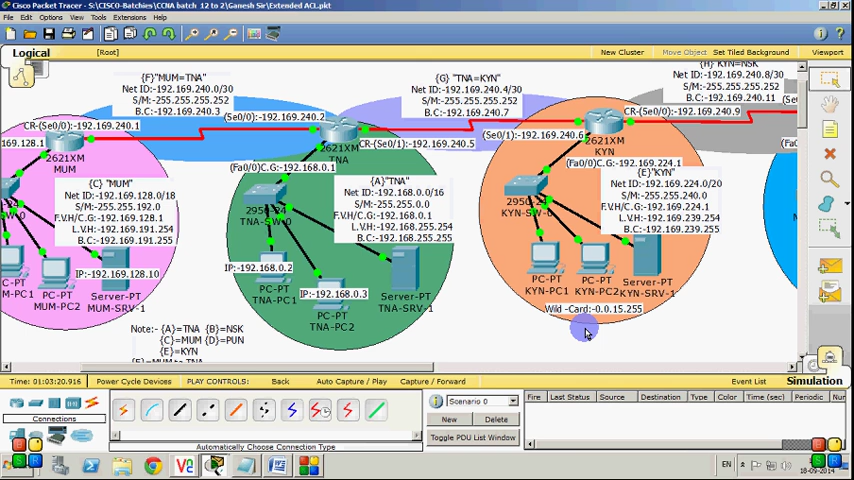 Cisco Packet Tracer - S:\CISCO-Batchies\CCNA batch 12 to 2\Ganesh Sir\Extended ACL.pkt
File Edit Options View Tools Extensions Help
Logical [Root] New Cluster Move Object Set Tiled Background Viewport
{F}"MUM=TNA"
Net ID:-192.169.240.0/30
S/M:-255.255.255.252
B.C:-192.169.240.3
{G} "TNA=KYN"
Net ID:-192.169.240.4/30
S/M:-255.255.255.252
B.C:-192.169.240.7
{H} KYN=NSK
Net ID:-192.169.240.8/30
S/M:-255.255.255.252
B.C:-192.169.240.11
CR-(Se0/0):-192.169.240.1
(Se0/0):-192.169.240.2
CR-(Se0/1):-192.169.240.5
(Se0/1):-192.169.240.6
CR-(Se0/0):-192.169.240.9
128.1
2621XM
MUM
2621XM
TNA
2621XM
KYN
(Fa0/0)C.G:-192.168.0.1
(Fa0/0)C.G:-192.169.224.1
{C} "MUM"
Net ID:-192.169.128.0/18
S/M:-255.255.192.0
F.V.H/C.G:-192.169.128.1
L.V.H:-192.169.191.254
B.C:-192.169.191.255
{A}"TNA"
Net ID:-192.168.0.0/16
S/M:-255.255.0.0
F.V.H/C.G:-192.168.0.1
L.V.H:-192.168.255.254
B.C:-192.168.255.255
{E}"KYN"
Net ID:-192.169.224.0/20
S/M:-255.255.240.0
F.V.H/C.G:-192.169.224.1
L.V.H:-192.169.239.254
B.C:-192.169.239.255
2950-24
TNA-SW-0
2950-24
KYN-SW-0
IP:-192.169.128.10
IP:-192.168.0.2
IP:-192.168.0.3
MUM-PC1
PC-PT
MUM-PC2
Server-PT
MUM-SRV-1
PC-PT
TNA-PC1
PC-PT
TNA-PC2
Server-PT
TNA-SRV-1
PC-PT
KYN-PC1
PC-PT
KYN-PC2
Server-PT
KYN-SRV-1
Wild -Card:-0.0.15.255
Note:- {A}=TNA {B}=NSK
{C}=MUM {D}=PUN
{E}=KYN
Time: 01:03:20.916 Power Cycle Devices PLAY CONTROLS: Back Auto Capture / Play Capture / Forward Event List Simulation
Connections
Automatically Choose Connection Type
Scenario 0
New Delete
Toggle PDU List Window
Fire Last Status Source Destination Type Color Time (sec) Periodic
EN
18-09-2014